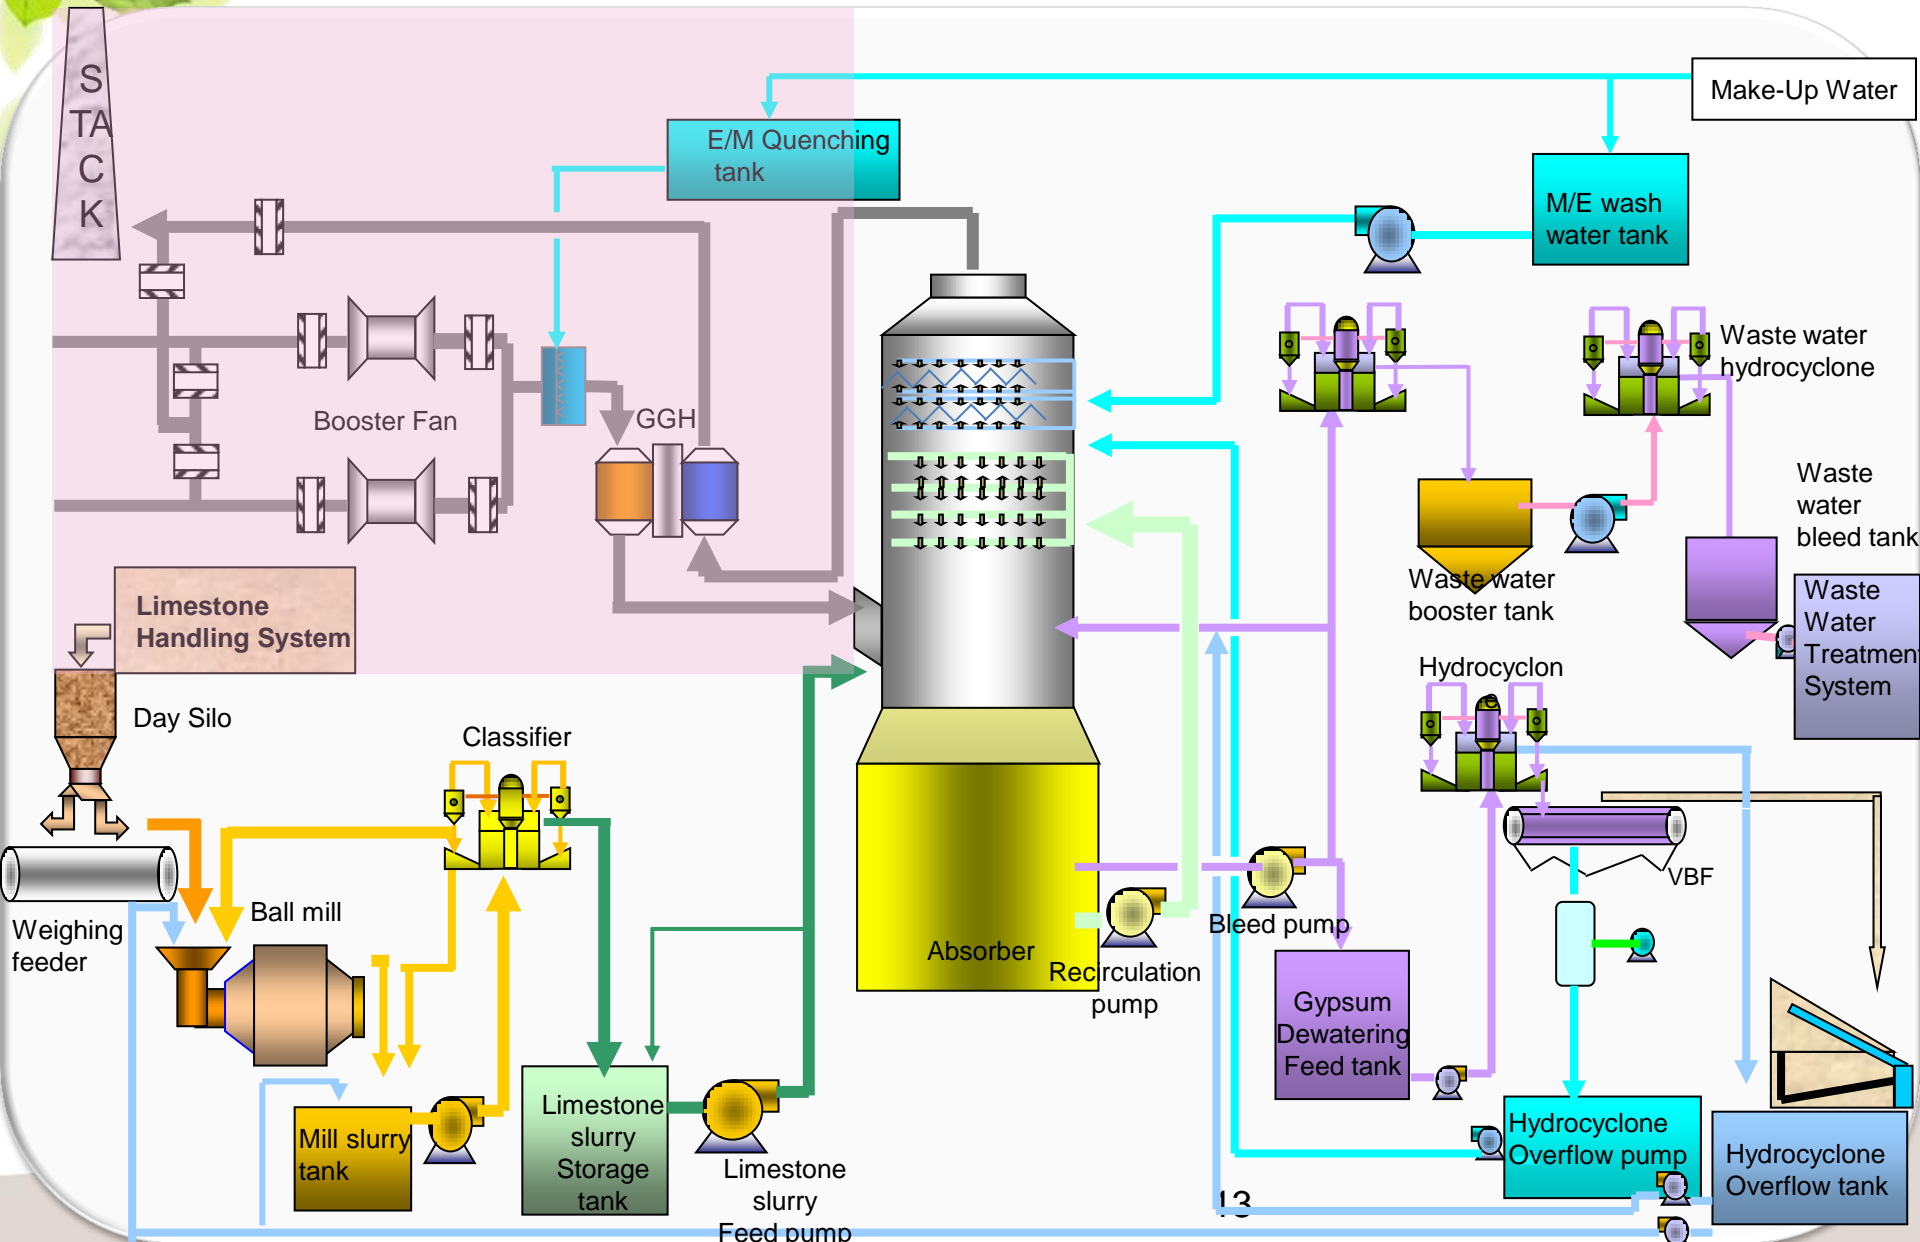 S
TA
C
K
Make-Up Water
E/M Quenching
tank
M/E wash
water tank
Waste water
hydrocyclone
Booster Fan
GGH
Waste
water
bleed tank
Waste water
booster tank
Waste
Water
Treatment
System
Limestone
Handling System
Hydrocyclon
e
Day Silo
Classifier
VBF
Ball mill
Weighing
feeder
Bleed pump
Absorber
Recirculation
pump
Gypsum
Dewatering
Feed tank
Limestone
slurry
Storage
tank
Mill slurry
tank
Hydrocyclone
Overflow pump
Hydrocyclone
Overflow tank
Limestone
slurry
Feed pump
13